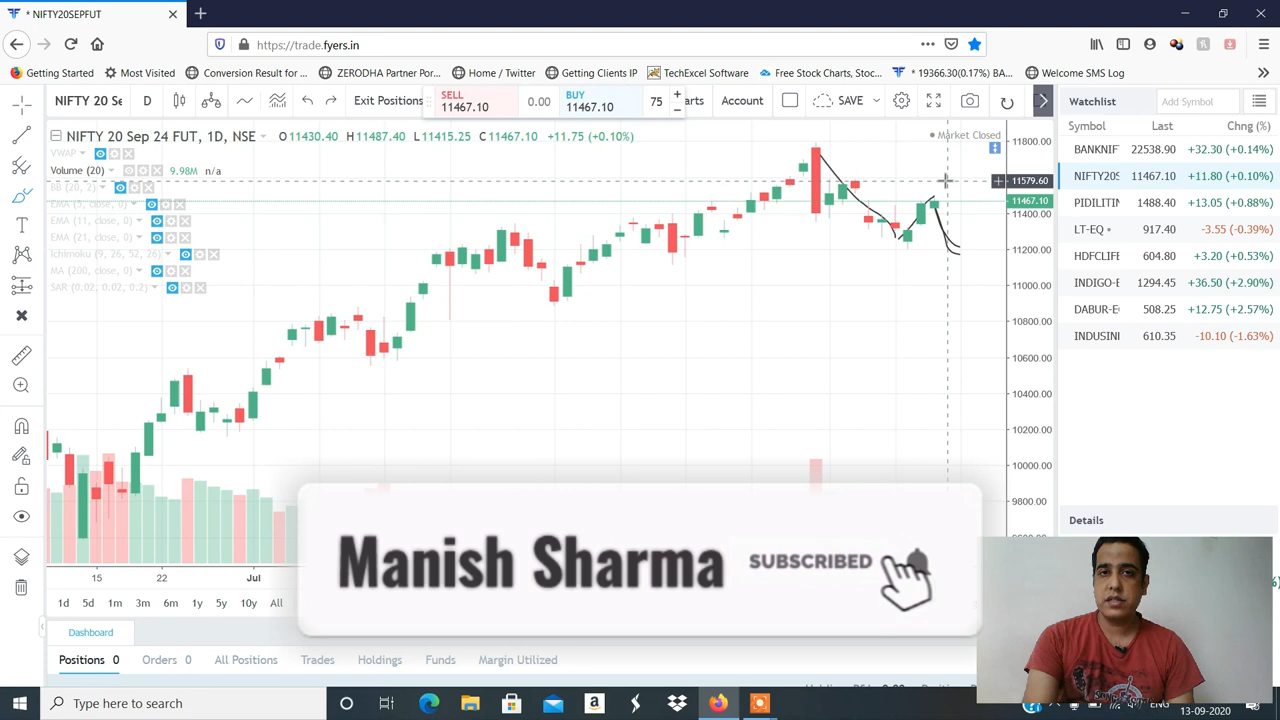 * NIFTY20SEPFUT
https://trade.fyers.in
Getting Started
Most Visited
Conversion Result for ...
ZERODHA Partner Por...
Home / Twitter
Getting Clients IP
TechExcel Software
Free Stock Charts, Stoc...
* 19366.30(0.17%) BA...
Welcome SMS Log
NIFTY 20 Se
D
Exit Positions
SELL
11467.10
0.00
BUY
11467.10
75
arts
Account
SAVE
Watchlist
Add Symbol
NIFTY 20 Sep 24 FUT, 1D, NSE
O11430.40 H11487.40 L11415.25 C11467.10 +11.75 (+0.10%)
Market Closed
VWAP
Volume (20) 9.98M n/a
BB (20, 2)
EMA (5, close, 0)
EMA (11, close, 0)
EMA (21, close, 0)
Ichimoku (9, 26, 52, 26)
MA (200, close, 0)
SAR (0.02, 0.02, 0.2)
11800.00
11579.60
11467.10
11400.00
11200.00
11000.00
10800.00
10600.00
10400.00
10200.00
10000.00
9800.00
Symbol Last Chng (%)
BANKNIF 22538.90 +32.30 (+0.14%)
NIFTY20S 11467.10 +11.80 (+0.10%)
PIDILITIN 1488.40 +13.05 (+0.88%)
LT-EQ 917.40 -3.55 (-0.39%)
HDFCLIFE 604.80 +3.20 (+0.53%)
INDIGO-E 1294.45 +36.50 (+2.90%)
DABUR-E 508.25 +12.75 (+2.57%)
INDUSINI 610.35 -10.10 (-1.63%)
Details
15
22
Jul
1d 5d 1m 3m 6m 1y 5y 10y All
Manish Sharma
SUBSCRIBED
Dashboard
Positions 0
Orders 0
All Positions
Trades
Holdings
Funds
Margin Utilized
Type here to search
ENG
13-09-2020